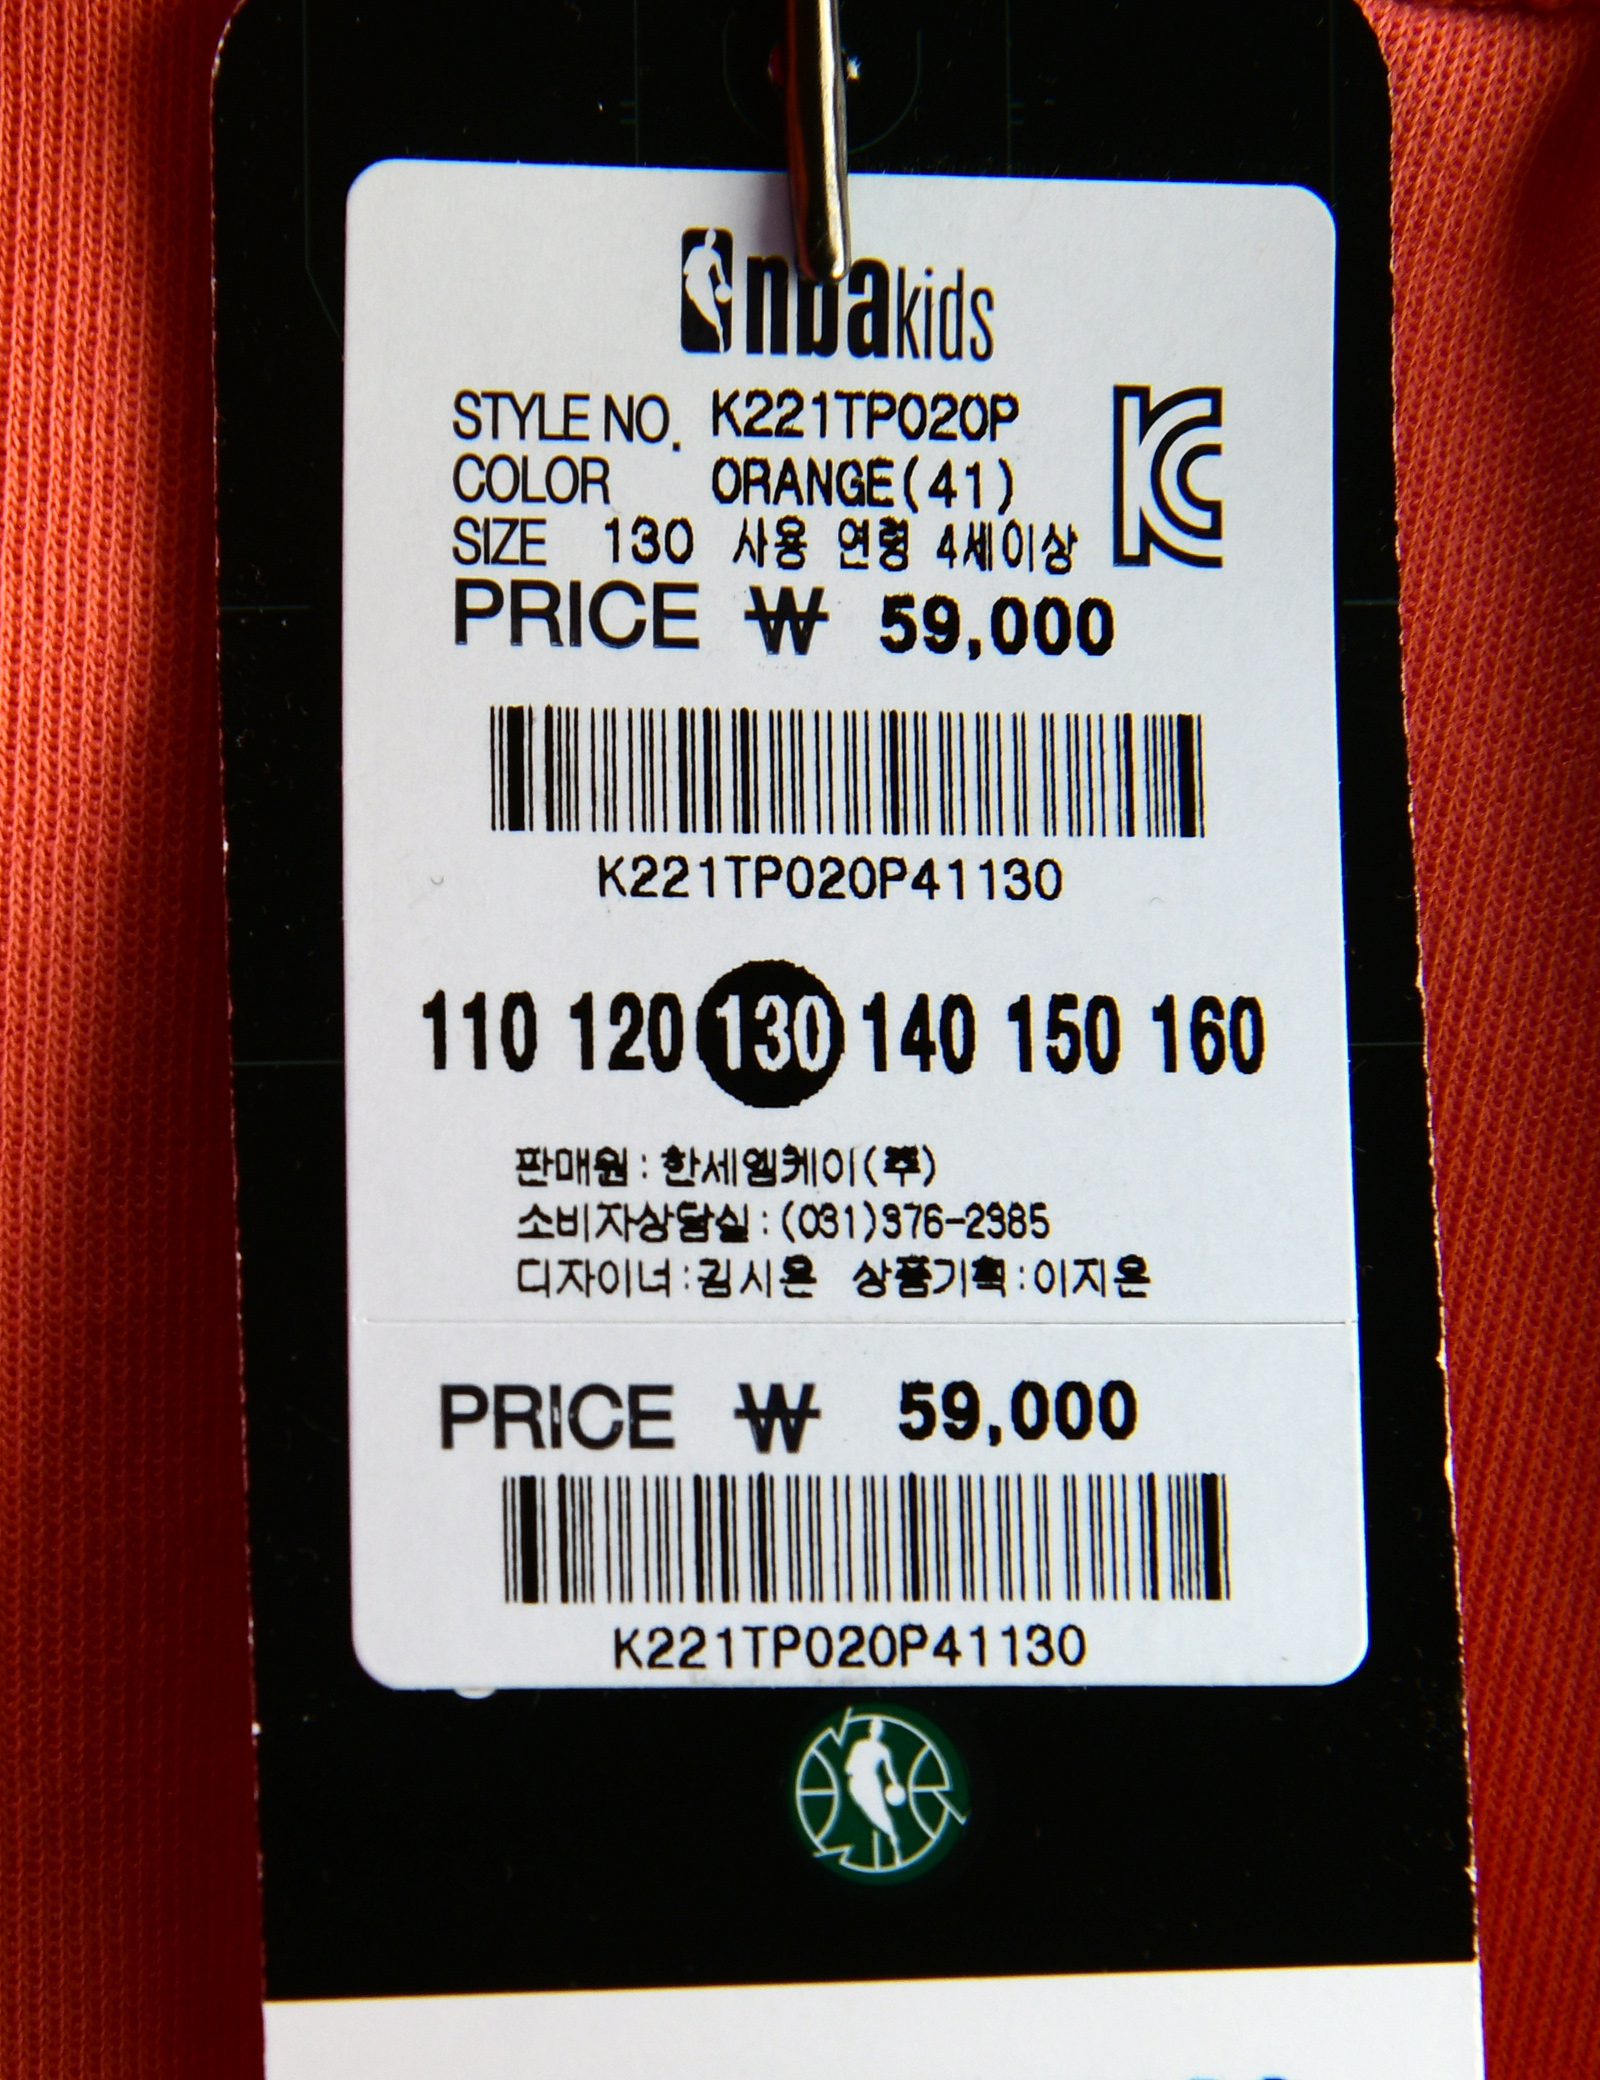 nba kids
STYLE NO. K221TP020P
COLOR ORANGE(41)
SIZE 130 사용 연령 4세이상
PRICE ₩ 59,000
K221TP020P41130
110 120 130 140 150 160
판매원:한세엠케이(주)
소비자상담실:(031)376-2385
디자이너:김시온 상품기획:이지은
PRICE ₩ 59,000
K221TP020P41130